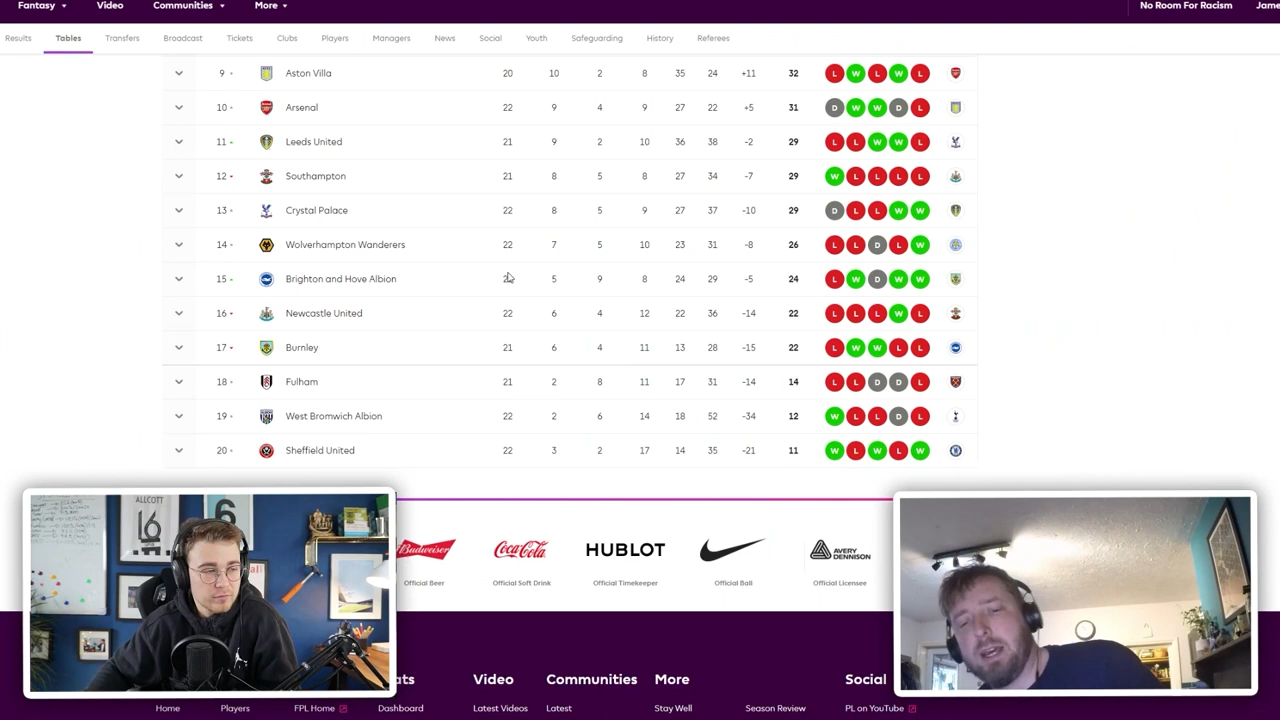 Fantasy Video Communities More No Room For Racism Jame
Results Tables Transfers Broadcast Tickets Clubs Players Managers News Social Youth Safeguarding History Referees
9 Aston Villa 20 10 2 8 35 24 +11 32 L W L W L
10 Arsenal 22 9 4 9 27 22 +5 31 D W W D L
11 Leeds United 21 9 2 10 36 38 -2 29 L L W W L
12 Southampton 21 8 5 8 27 34 -7 29 W L L L L
13 Crystal Palace 22 8 5 9 27 37 -10 29 D L L W W
14 Wolverhampton Wanderers 22 7 5 10 23 31 -8 26 L L D L W
15 Brighton and Hove Albion 5 9 8 24 29 -5 24 L W D W W
16 Newcastle United 22 6 4 12 22 36 -14 22 L L L W L
17 Burnley 21 6 4 11 13 28 -15 22 L W W L L
18 Fulham 21 2 8 11 17 31 -14 14 L L D D L
19 West Bromwich Albion 22 2 6 14 18 52 -34 12 W L L D L
20 Sheffield United 22 3 2 17 14 35 -21 11 W L W L W
ALLCOTT
16
6
Budweiser Coca-Cola HUBLOT AVERY DENNISON
Official Beer Official Soft Drink Official Timekeeper Official Ball Official Licensee
ats Video Communities More Social
Home Players FPL Home Dashboard Latest Videos Latest Stay Well Season Review PL on YouTube